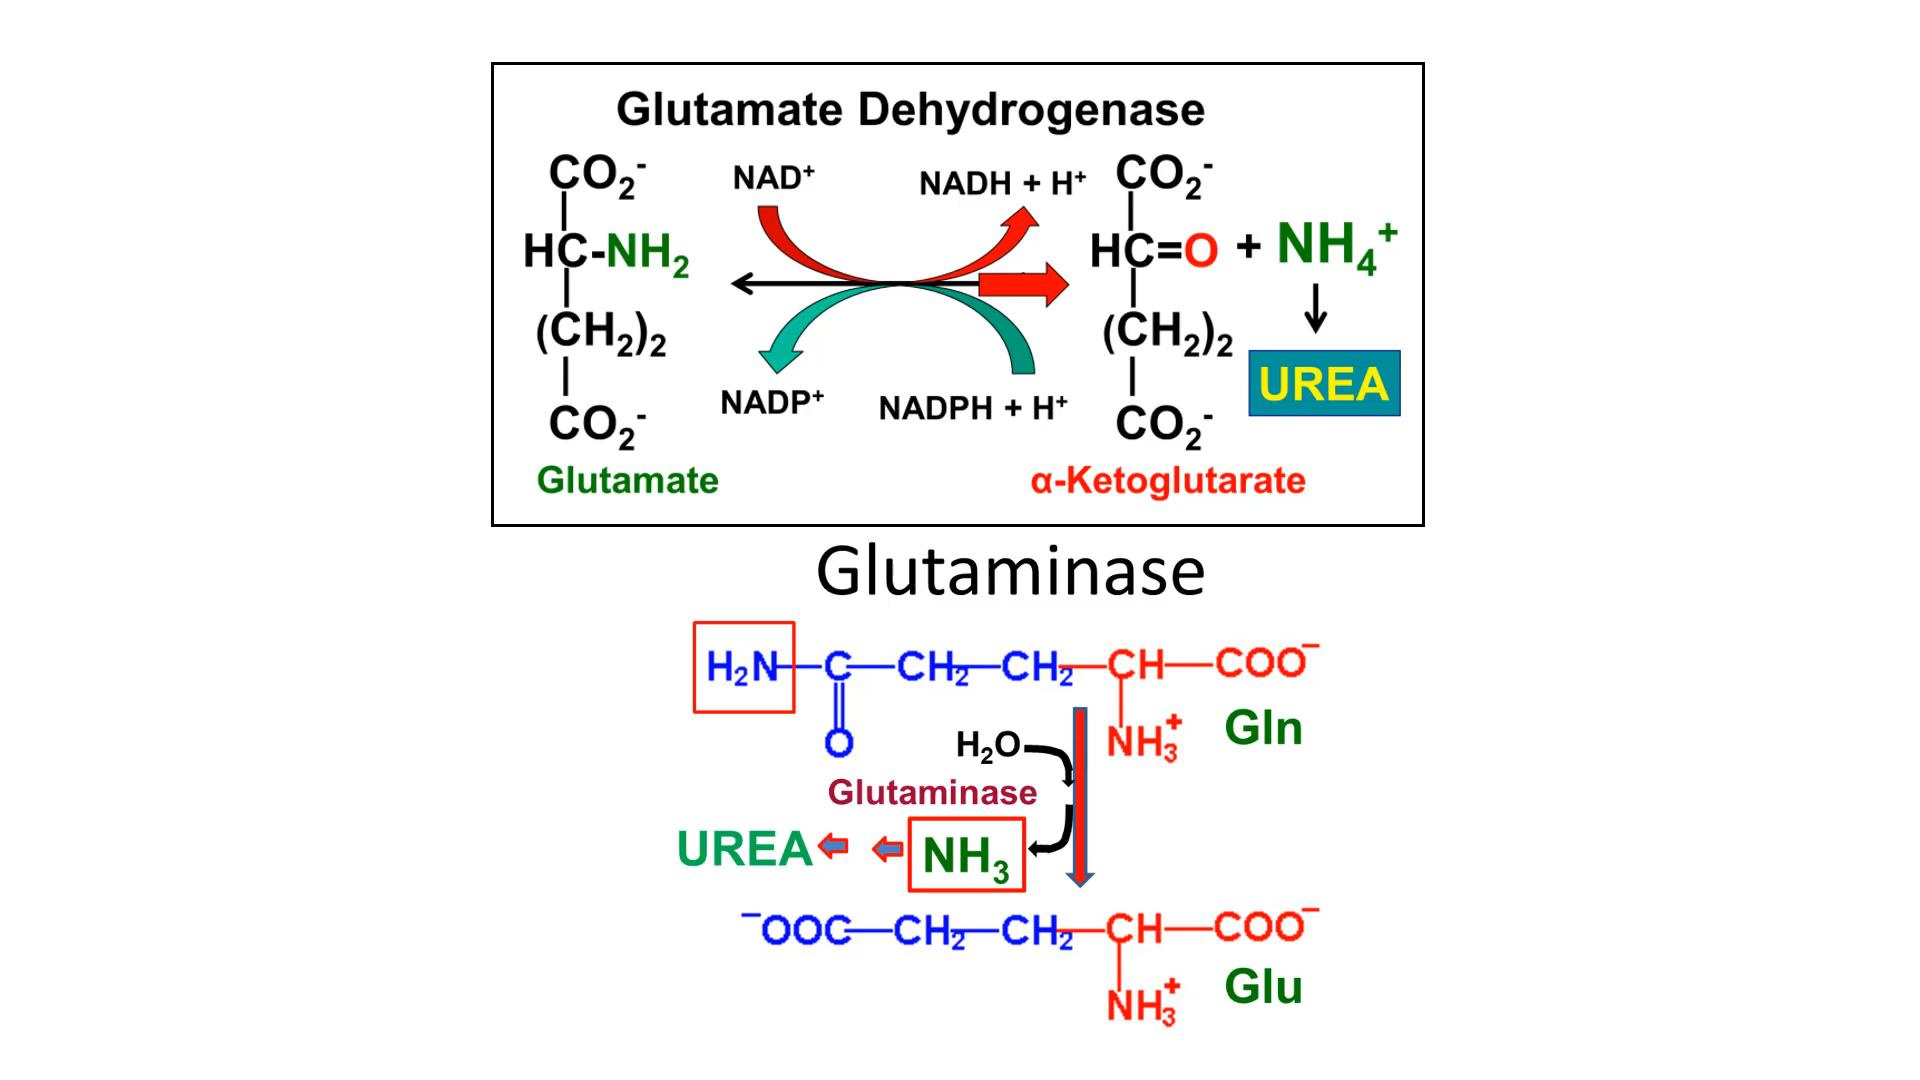 Glutamate Dehydrogenase
CO₂⁻ NAD⁺ NADH + H⁺ CO₂⁻
HC-NH₂ HC=O + NH₄⁺
(CH₂)₂ (CH₂)₂ UREA
NADP⁺ NADPH + H⁺
CO₂⁻ CO₂⁻
Glutamate α-Ketoglutarate
Glutaminase
H₂N—C—CH₂—CH₂—CH—COO⁻
O NH₃⁺ Gln
H₂O
Glutaminase
UREA NH₃
⁻OOC—CH₂—CH₂—CH—COO⁻
NH₃⁺ Glu